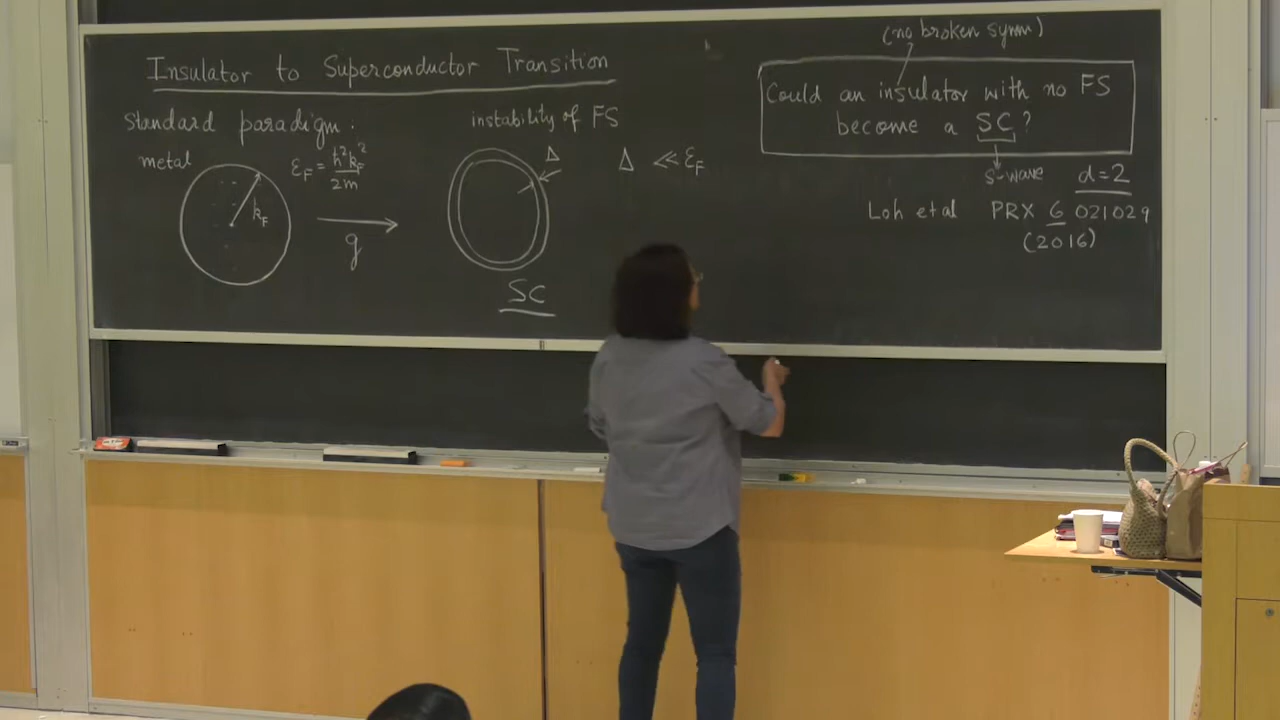 Insulator to Superconductor Transition
Standard paradigm:
metal
εF = ħ²kF²/2m
kF
g
instability of FS
Δ
Δ ≪ εF
SC
(no broken symm)
Could an insulator with no FS
become a SC?
s-wave
d=2
Loh et al PRX 6 021029
(2016)